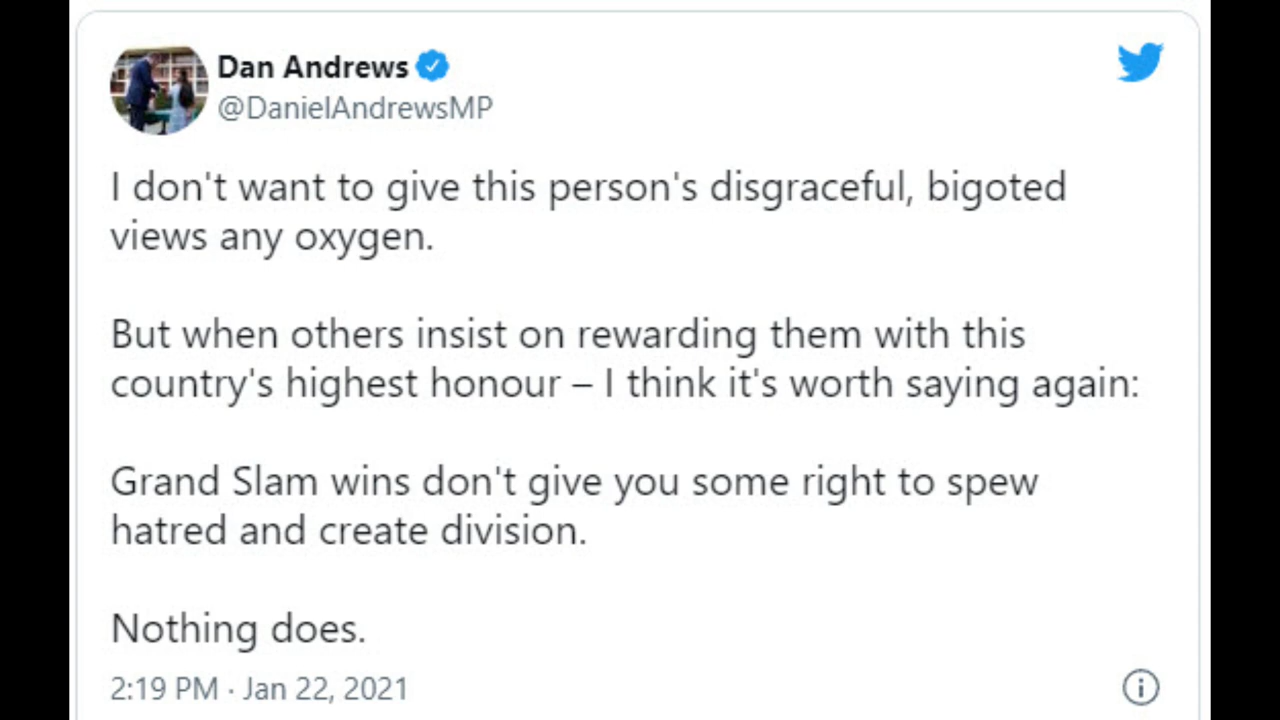 Dan Andrews
@DanielAndrewsMP
I don't want to give this person's disgraceful, bigoted
views any oxygen.
But when others insist on rewarding them with this
country's highest honour – I think it's worth saying again:
Grand Slam wins don't give you some right to spew
hatred and create division.
Nothing does.
2:19 PM · Jan 22, 2021